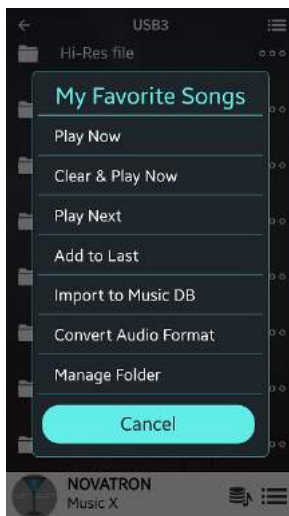 USB3
Hi-Res file
My Favorite Songs
Play Now
Clear & Play Now
Play Next
Add to Last
Import to Music DB
Convert Audio Format
Manage Folder
Cancel
NOVATRON
Music X